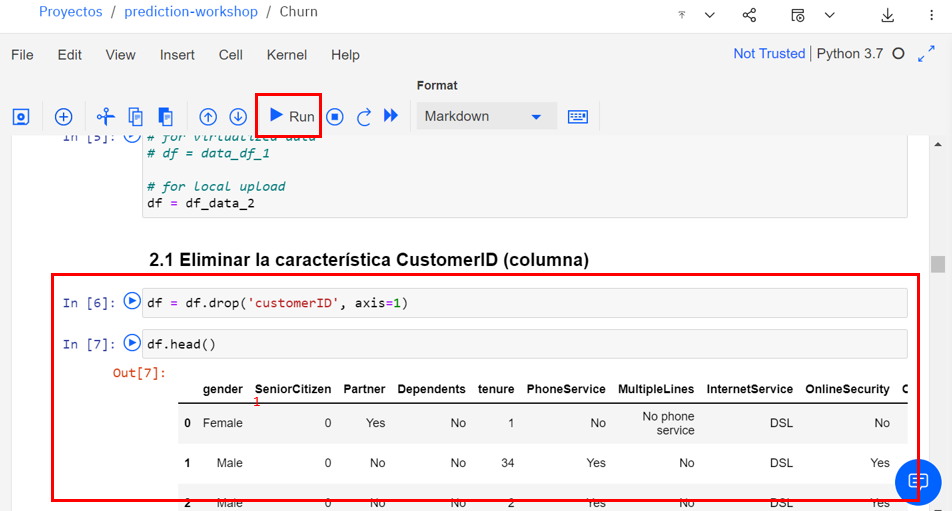 Proyectos / prediction-workshop / Churn
File Edit View Insert Cell Kernel Help
Not Trusted Python 3.7
Format
Run
Markdown
In [5]: # for virtualized data
# df = data_df_1
# for local upload
df = df_data_2
2.1 Eliminar la característica CustomerID (columna)
In [6]: df = df.drop('customerID', axis=1)
In [7]: df.head()
Out[7]:
gender SeniorCitizen Partner Dependents tenure PhoneService MultipleLines InternetService OnlineSecurity
1
0 Female 0 Yes No 1 No No phone service DSL No
1 Male 0 No No 34 Yes No DSL Yes
2 Male 0 No No 2 Yes No DSL Yes